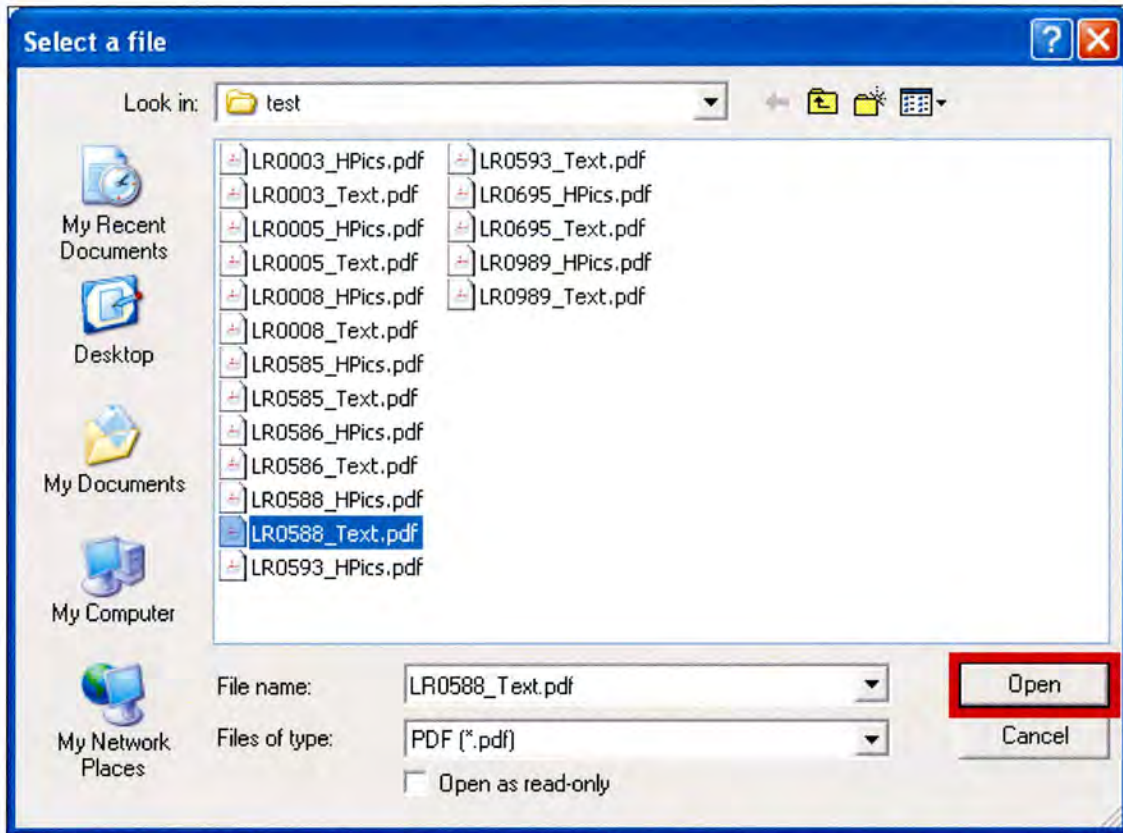 Select a file
Look in: test
My Recent
Documents
Desktop
My Documents
My Computer
My Network
Places
LR0003_HPics.pdf
LR0003_Text.pdf
LR0005_HPics.pdf
LR0005_Text.pdf
LR0008_HPics.pdf
LR0008_Text.pdf
LR0585_HPics.pdf
LR0585_Text.pdf
LR0586_HPics.pdf
LR0586_Text.pdf
LR0588_HPics.pdf
LR0588_Text.pdf
LR0593_HPics.pdf
LR0593_Text.pdf
LR0695_HPics.pdf
LR0695_Text.pdf
LR0989_HPics.pdf
LR0989_Text.pdf
File name: LR0588_Text.pdf Open
Files of type: PDF (*.pdf) Cancel
Open as read-only